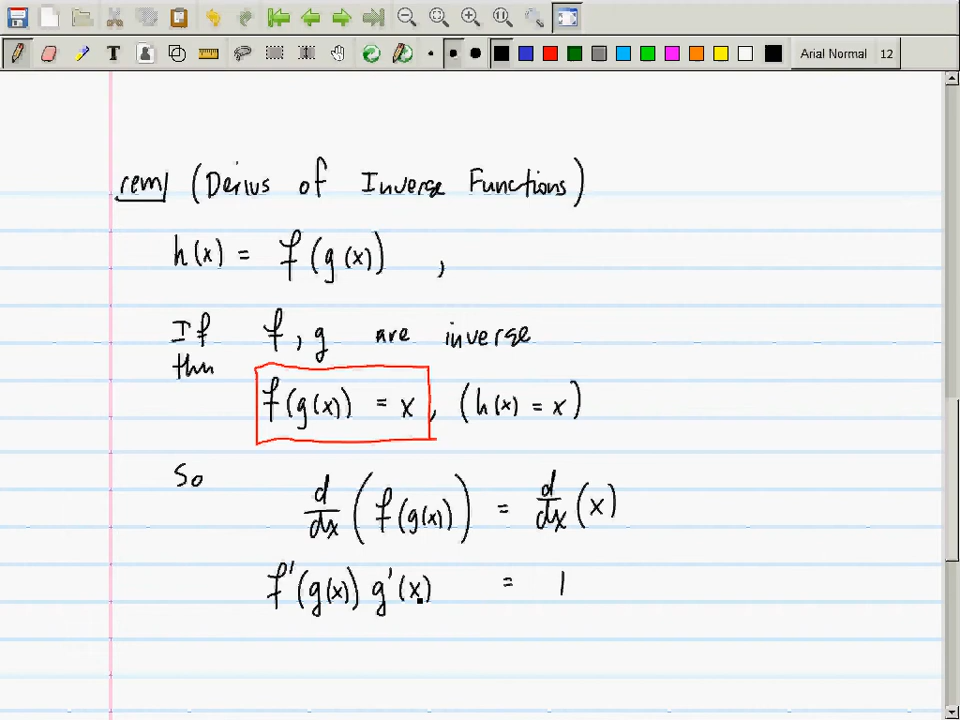 Arial Normal 12
rem/ (Derivs of Inverse Functions)
h(x) = f(g(x)) ,
If f, g are inverse
then
f(g(x)) = x, (h(x) = x)
So
d/dx (f(g(x))) = d/dx (x)
f'(g(x)) g'(x) = 1